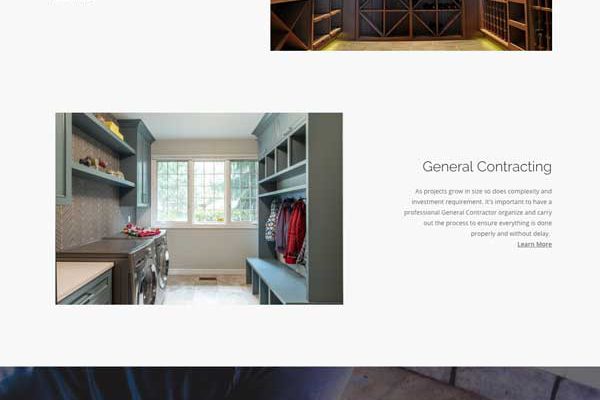 General Contracting
As projects grow in size so does complexity and
investment requirement. It's important to have a
professional General Contractor organize and carry
out the process to ensure everything is done
properly and without delay.
Learn More